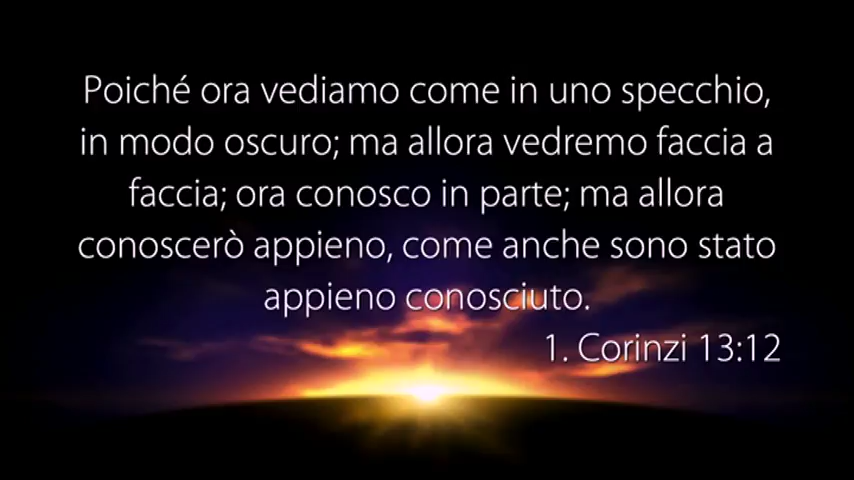 Poiché ora vediamo come in uno specchio,
in modo oscuro; ma allora vedremo faccia a
faccia; ora conosco in parte; ma allora
conoscerò appieno, come anche sono stato
appieno conosciuto.
1. Corinzi 13:12